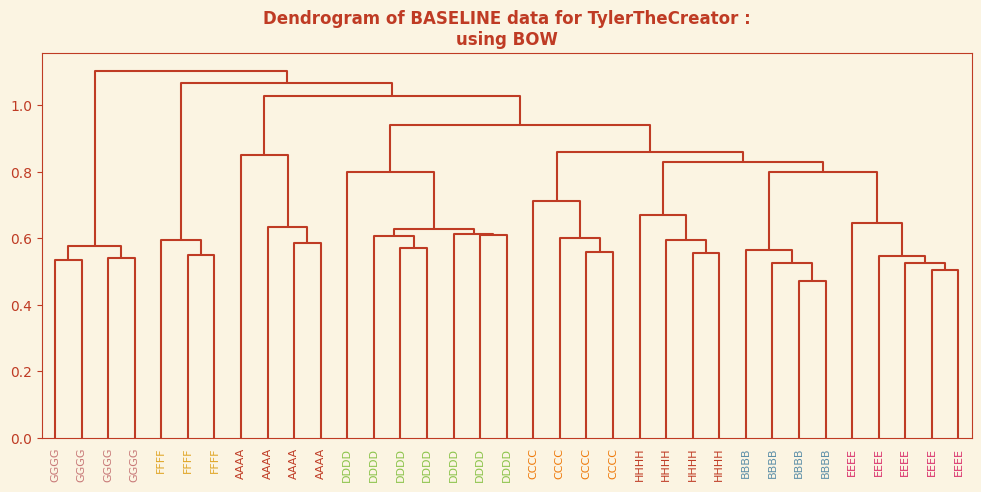 Dendrogram of BASELINE data for TylerTheCreator :
using BOW
1.0
0.8
0.6
0.4
0.2
0.0
GGGG GGGG GGGG GGGG FFFF FFFF FFFF AAAA AAAA AAAA AAAA DDDD DDDD DDDD DDDD DDDD DDDD DDDD CCCC CCCC CCCC CCCC HHHH HHHH HHHH HHHH BBBB BBBB BBBB BBBB EEEE EEEE EEEE EEEE EEEE